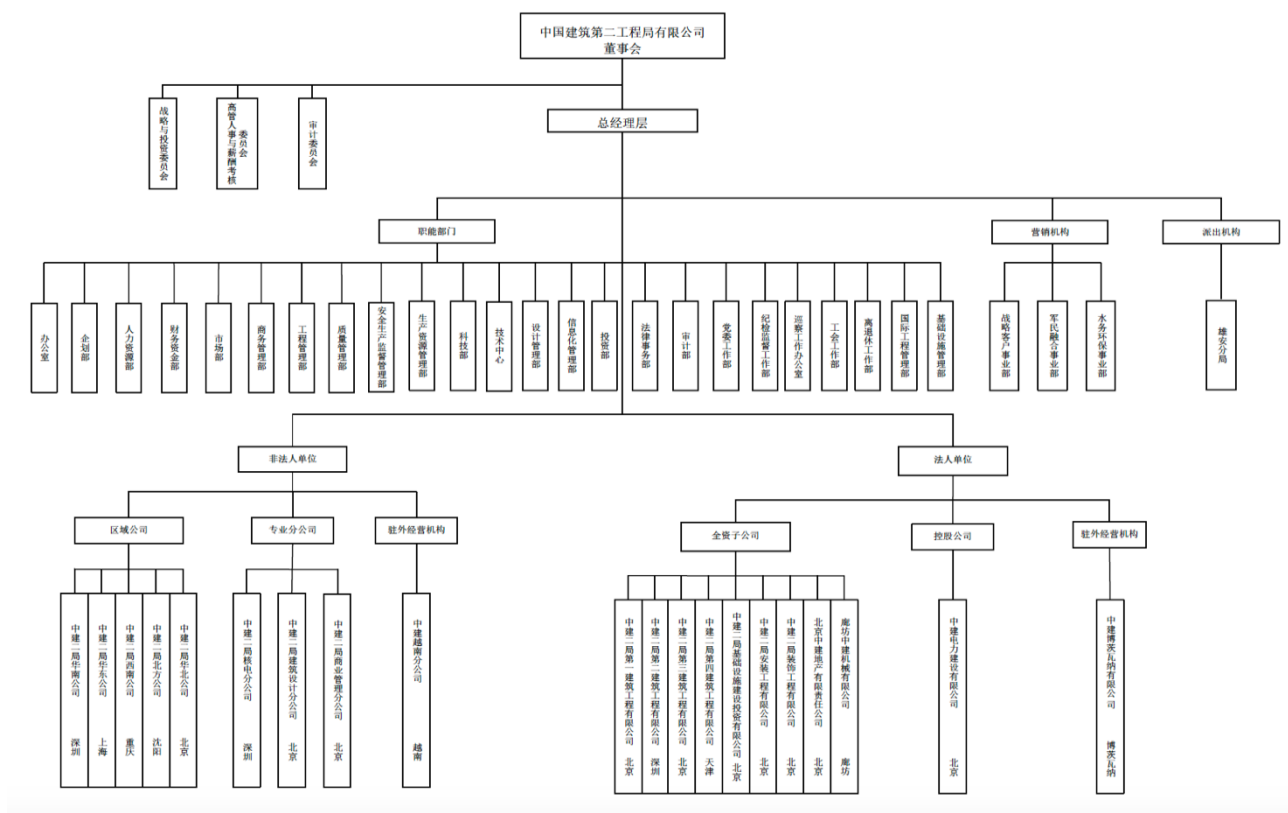 中国建筑第二工程局有限公司
董事会
战略与投资委员会
高管人事与薪酬考核
委员会
审计委员会
总经理层
职能部门
营销机构
派出机构
办公室
企划部
人力资源部
财务资金部
市场部
商务管理部
工程管理部
质量管理部
安全生产监督管理部
生产资源管理部
科技部
技术中心
设计管理部
信息化管理部
投资部
法律事务部
审计部
党委工作部
纪检监督工作部
巡察工作办公室
工会工作部
离退休工作部
国际工程管理部
基础设施管理部
战略客户事业部
军民融合事业部
水务环保事业部
雄安分局
非法人单位
法人单位
区域公司
专业分公司
驻外经营机构
全资子公司
控股公司
驻外经营机构
中建二局华南公司 深圳
中建二局华东公司 上海
中建二局西南公司 重庆
中建二局北方公司 沈阳
中建二局华北公司 北京
中建二局核电分公司 深圳
中建二局建筑设计分公司 北京
中建二局商业管理分公司 北京
中建越南分公司 越南
中建二局第一建筑工程有限公司 北京
中建二局第二建筑工程有限公司 深圳
中建二局第三建筑工程有限公司 北京
中建二局第四建筑工程有限公司 天津
中建二局基础设施建设投资有限公司 北京
中建二局安装工程有限公司 北京
中建二局装饰工程有限公司 北京
北京中建地产有限责任公司 北京
廊坊中建机械有限公司 廊坊
中建电力建设有限公司 北京
中建博茨瓦纳有限公司 博茨瓦纳